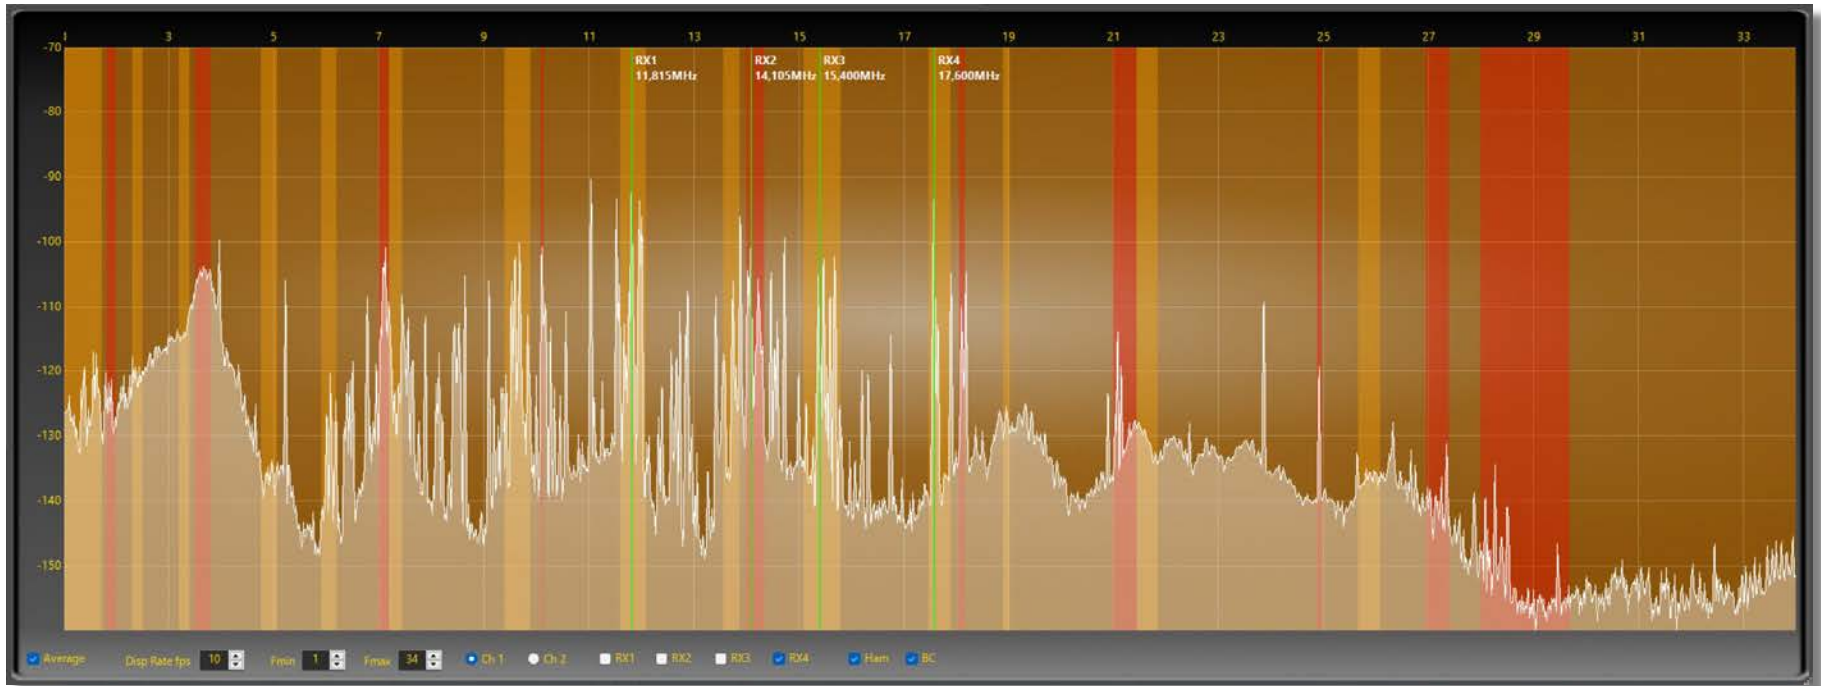 1 3 5 7 9 11 13 15 17 19 21 23 25 27 29 31 33
-70
RX1 RX2 RX3 RX4
11,815MHz 14,105MHz 15,400MHz 17,600MHz
-80
-90
-100
-110
-120
-130
-140
-150
Average Disp Rate fps 10 Fmin 1 Fmax 34 Ch 1 Ch 2 RX1 RX2 RX3 RX4 Ham BC